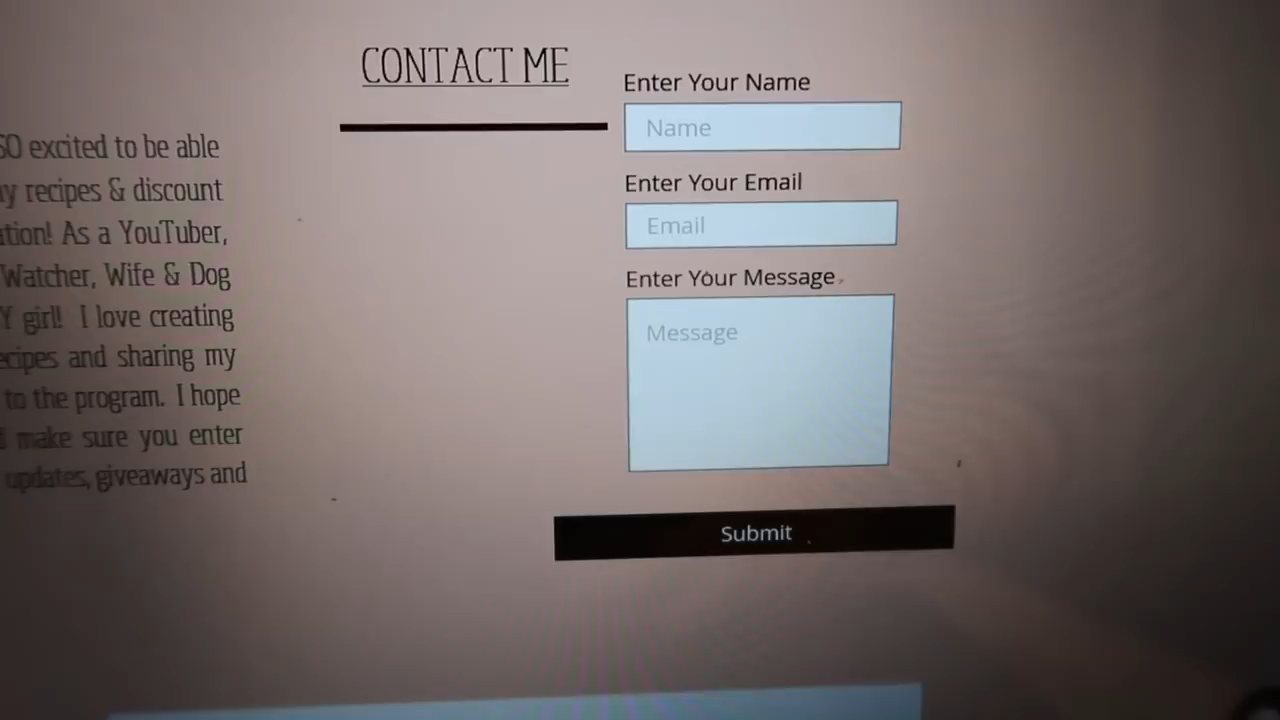 CONTACT ME
SO excited to be able
recipes & discount
As a YouTuber,
Watcher, Wife & Dog
girl! I love creating
and sharing my
to the program. I hope
make sure you enter
updates, giveaways and
Enter Your Name
Name
Enter Your Email
Email
Enter Your Message
Message
Submit